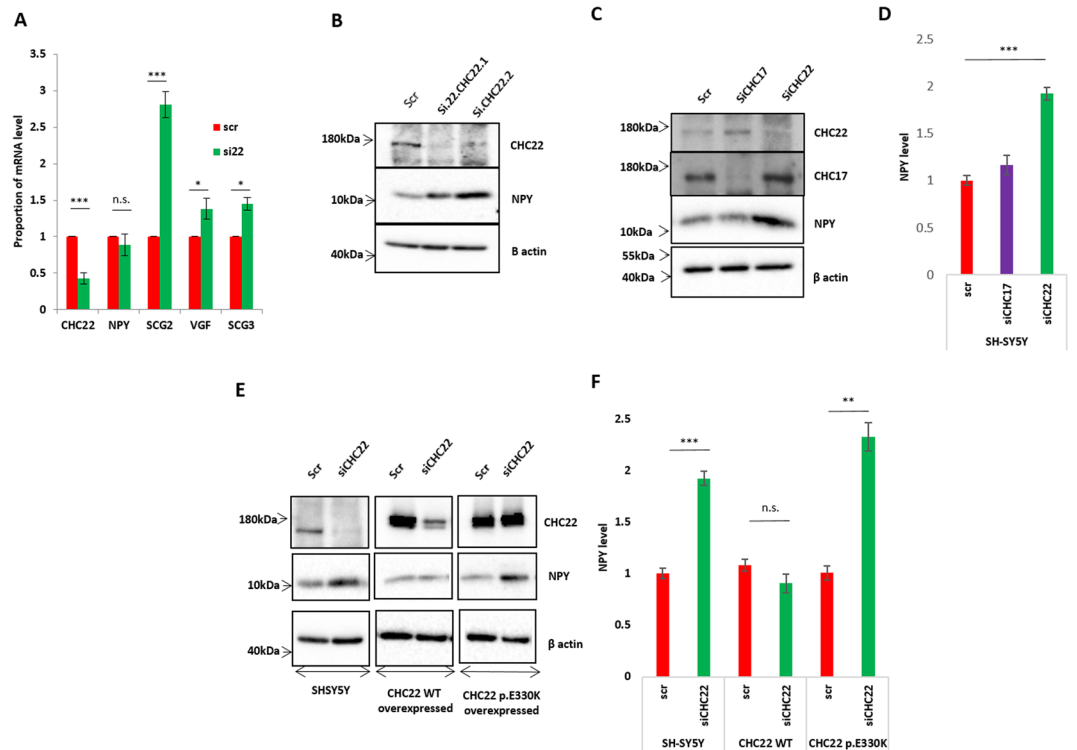 A
Proportion of mRNA level
3.5
3
2.5
2
1.5
1
0.5
0
***
n.s.
***
*
*
scr
si22
CHC22 NPY SCG2 VGF SCG3
B
Scr
Si.22.CHC22.1
Si.CHC22.2
180kDa
CHC22
10kDa
NPY
40kDa
B actin
C
Scr
SiCHC17
SiCHC22
180kDa
CHC22
180kDa
CHC17
10kDa
NPY
55kDa
40kDa
β actin
D
NPY level
2.5
2
1.5
1
0.5
0
***
scr
siCHC17
siCHC22
SH-SY5Y
E
Scr
siCHC22
Scr
siCHC22
Scr
siCHC22
180kDa
CHC22
10kDa
NPY
40kDa
β actin
SHSY5Y
CHC22 WT
overexpressed
CHC22 p.E330K
overexpressed
F
NPY level
2.5
2
1.5
1
0.5
0
***
n.s.
**
scr
siCHC22
scr
siCHC22
scr
siCHC22
SH-SY5Y CHC22 WT CHC22 p.E330K